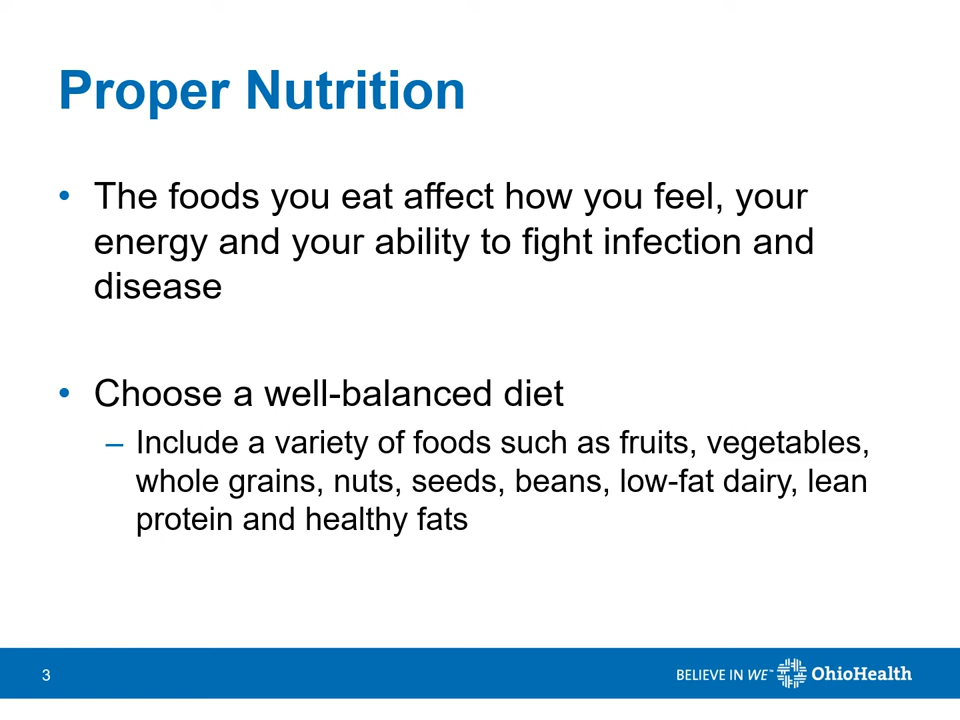 Proper Nutrition
• The foods you eat affect how you feel, your
energy and your ability to fight infection and
disease
• Choose a well-balanced diet
– Include a variety of foods such as fruits, vegetables,
whole grains, nuts, seeds, beans, low-fat dairy, lean
protein and healthy fats
3
BELIEVE IN WE™ OhioHealth